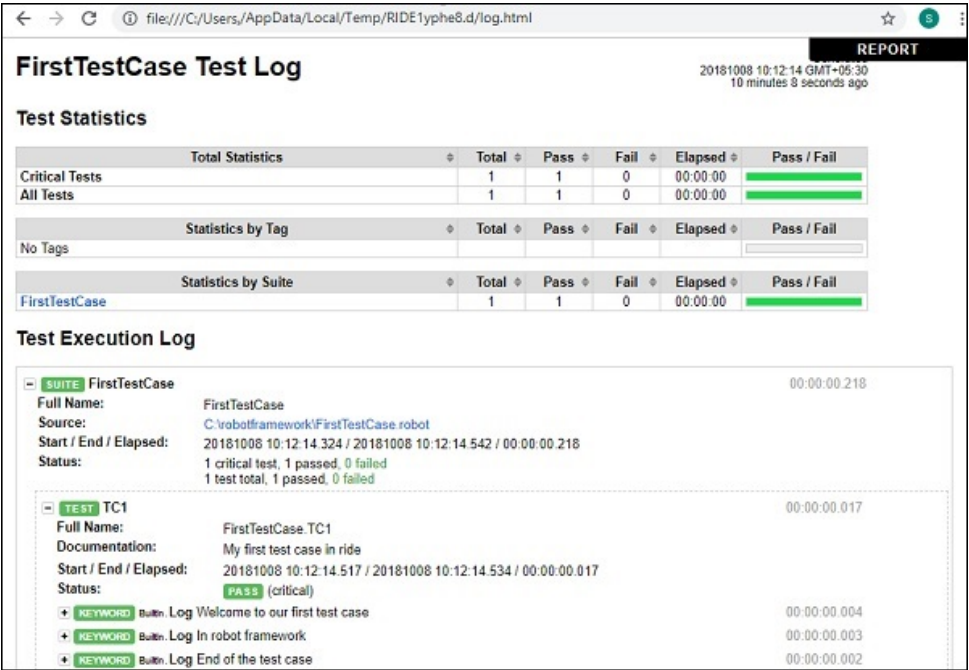 file:///C:/Users,/AppData/Local/Temp/RIDE1yphe8.d/log.html
S
REPORT
FirstTestCase Test Log
20181008 10:12:14 GMT+05:30
10 minutes 8 seconds ago
Test Statistics
Total Statistics Total Pass Fail Elapsed Pass / Fail
Critical Tests 1 1 0 00:00:00
All Tests 1 1 0 00:00:00
Statistics by Tag Total Pass Fail Elapsed Pass / Fail
No Tags
Statistics by Suite Total Pass Fail Elapsed Pass / Fail
FirstTestCase 1 1 0 00:00:00
Test Execution Log
SUITE FirstTestCase 00:00:00.218
Full Name: FirstTestCase
Source: C:\robotframework\FirstTestCase.robot
Start / End / Elapsed: 20181008 10:12:14.324 / 20181008 10:12:14.542 / 00:00:00.218
Status: 1 critical test, 1 passed, 0 failed
1 test total, 1 passed, 0 failed
TEST TC1 00:00:00.017
Full Name: FirstTestCase.TC1
Documentation: My first test case in ride
Start / End / Elapsed: 20181008 10:12:14.517 / 20181008 10:12:14.534 / 00:00:00.017
Status: PASS (critical)
KEYWORD BuiltIn.Log Welcome to our first test case 00:00:00.004
KEYWORD BuiltIn.Log In robot framework 00:00:00.003
KEYWORD BuiltIn.Log End of the test case 00:00:00.002